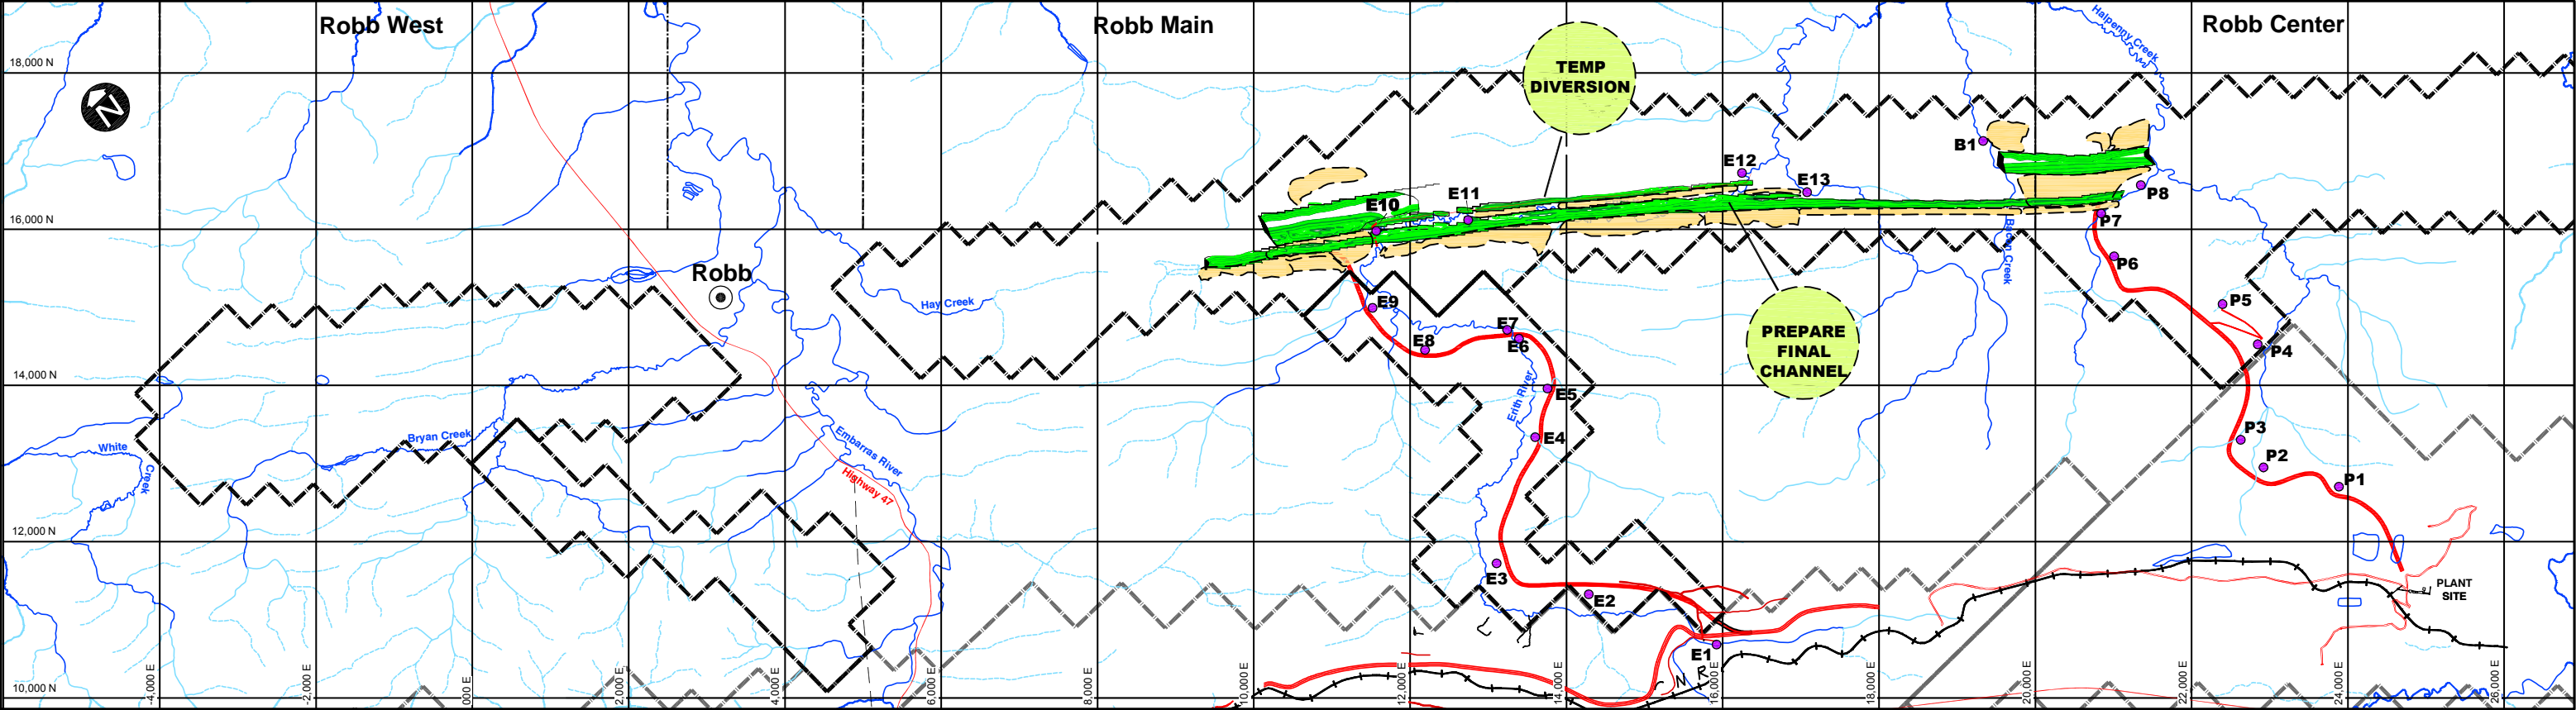 Robb West
Robb Main
Robb Center
Halpenny Creek
18,000 N
N
TEMP
DIVERSION
B1
E12
E13
E11
E10
P8
P7
16,000 N
Bacon Creek
Robb
P6
Hay Creek
P5
E9
E7
E6
E8
P4
PREPARE
FINAL
CHANNEL
14,000 N
E5
Erith River
E4
P3
P2
P1
White
Creek
Bryan Creek
Embarras River
Highway 47
12,000 N
E3
E2
PLANT
SITE
E1
C N R
10,000 N
-4,000 E
-2,000 E
000 E
2,000 E
4,000 E
6,000 E
8,000 E
10,000 E
12,000 E
14,000 E
16,000 E
18,000 E
20,000 E
22,000 E
24,000 E
26,000 E